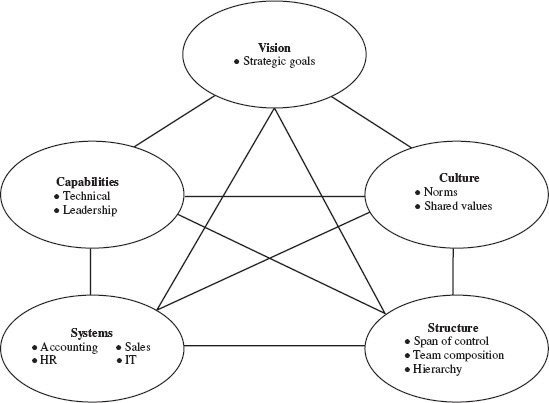 Vision
● Strategic goals
Capabilities
● Technical
● Leadership
Culture
● Norms
● Shared values
Systems
● Accounting ● Sales
● HR ● IT
Structure
● Span of control
● Team composition
● Hierarchy